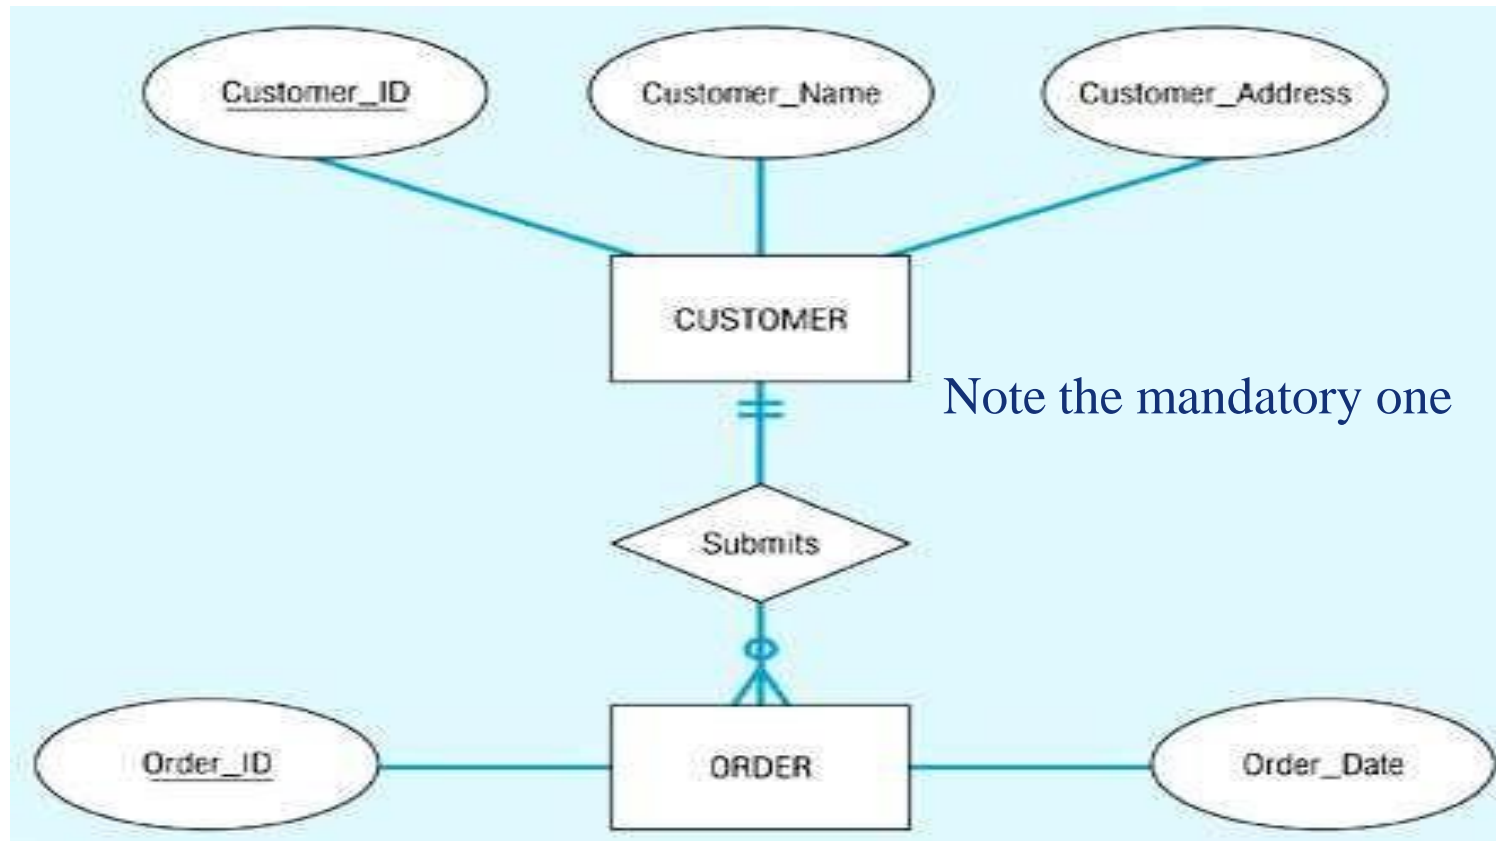 Customer_ID
Customer_Name
Customer_Address
CUSTOMER
Note the mandatory one
Submits
Order_ID
ORDER
Order_Date